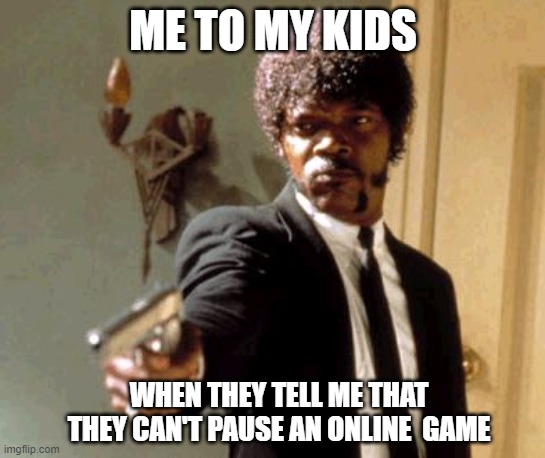 ME TO MY KIDS
WHEN THEY TELL ME THAT
THEY CAN'T PAUSE AN ONLINE GAME
imgflip.com